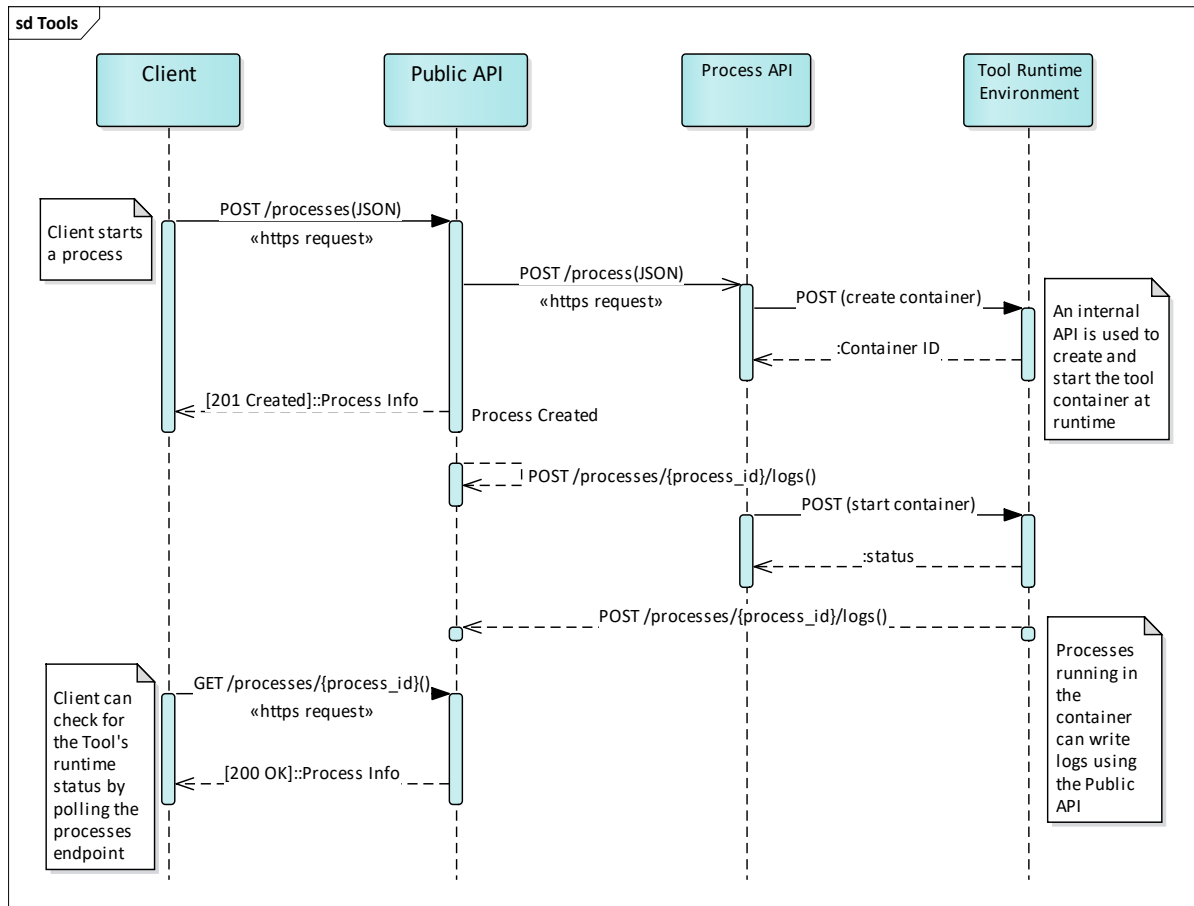 sd Tools
Client
Public API
Process API
Tool Runtime
Environment
Client starts
a process
POST /processes(JSON)
«https request»
POST /process(JSON)
«https request»
POST (create container)
:Container ID
An internal
API is used to
create and
start the tool
container at
runtime
[201 Created]::Process Info
Process Created
POST /processes/{process_id}/logs()
POST (start container)
:status
POST /processes/{process_id}/logs()
Processes
running in
the
container
can write
logs using
the Public
API
Client can
check for
the Tool's
runtime
status by
polling the
processes
endpoint
GET /processes/{process_id}()
«https request»
[200 OK]::Process Info